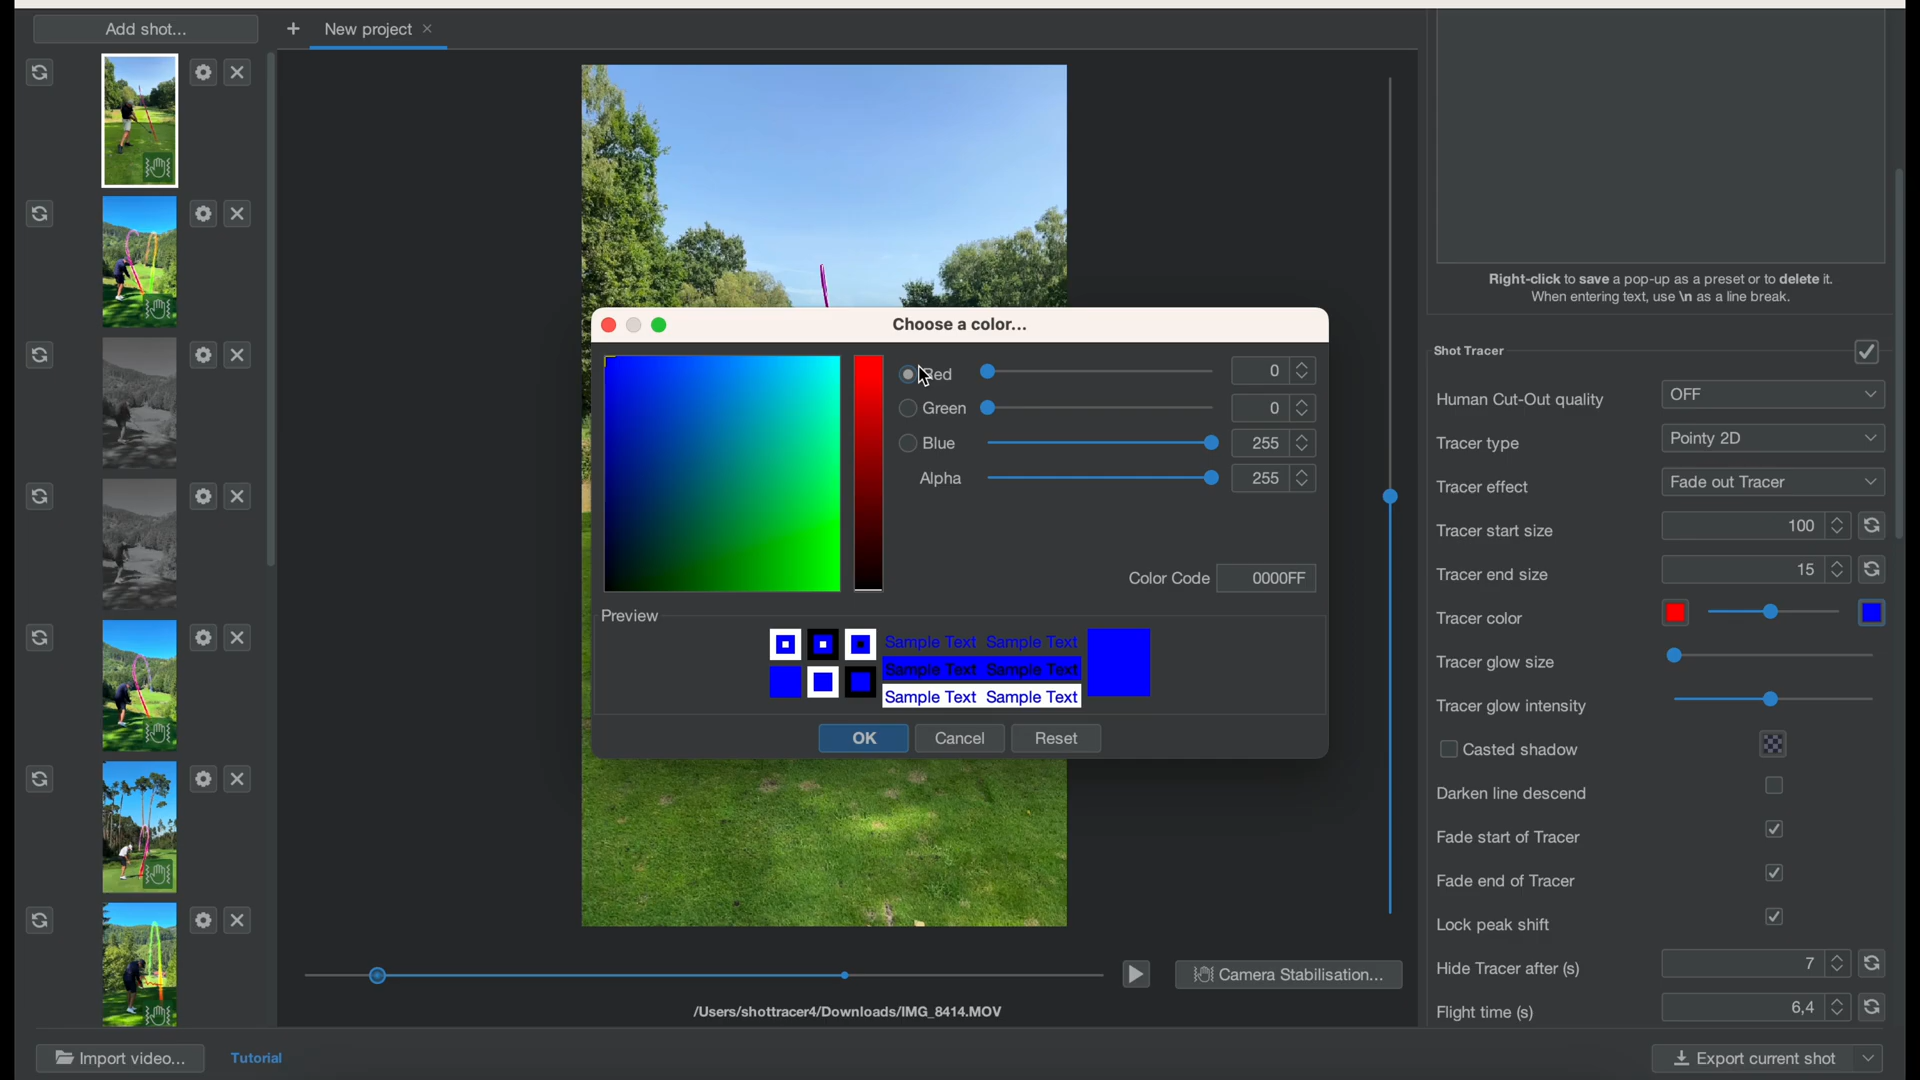 Add shot...
New project
Right-click to save a pop-up as a preset or to delete it.
When entering text, use \n as a line break.
Shot Tracer
Human Cut-Out quality OFF
Tracer type Pointy 2D
Tracer effect Fade out Tracer
Tracer start size 100
Tracer end size 15
Tracer color
Tracer glow size
Tracer glow intensity
Casted shadow
Darken line descend
Fade start of Tracer
Fade end of Tracer
Lock peak shift
Hide Tracer after (s) 7
Flight time (s) 6,4
Choose a color...
Red 0
Green 0
Blue 255
Alpha 255
Color Code 0000FF
Preview
Sample Text Sample Text
Sample Text Sample Text
Sample Text Sample Text
OK Cancel Reset
Camera Stabilisation...
/Users/shottracer4/Downloads/IMG_8414.MOV
Import video... Tutorial
Export current shot